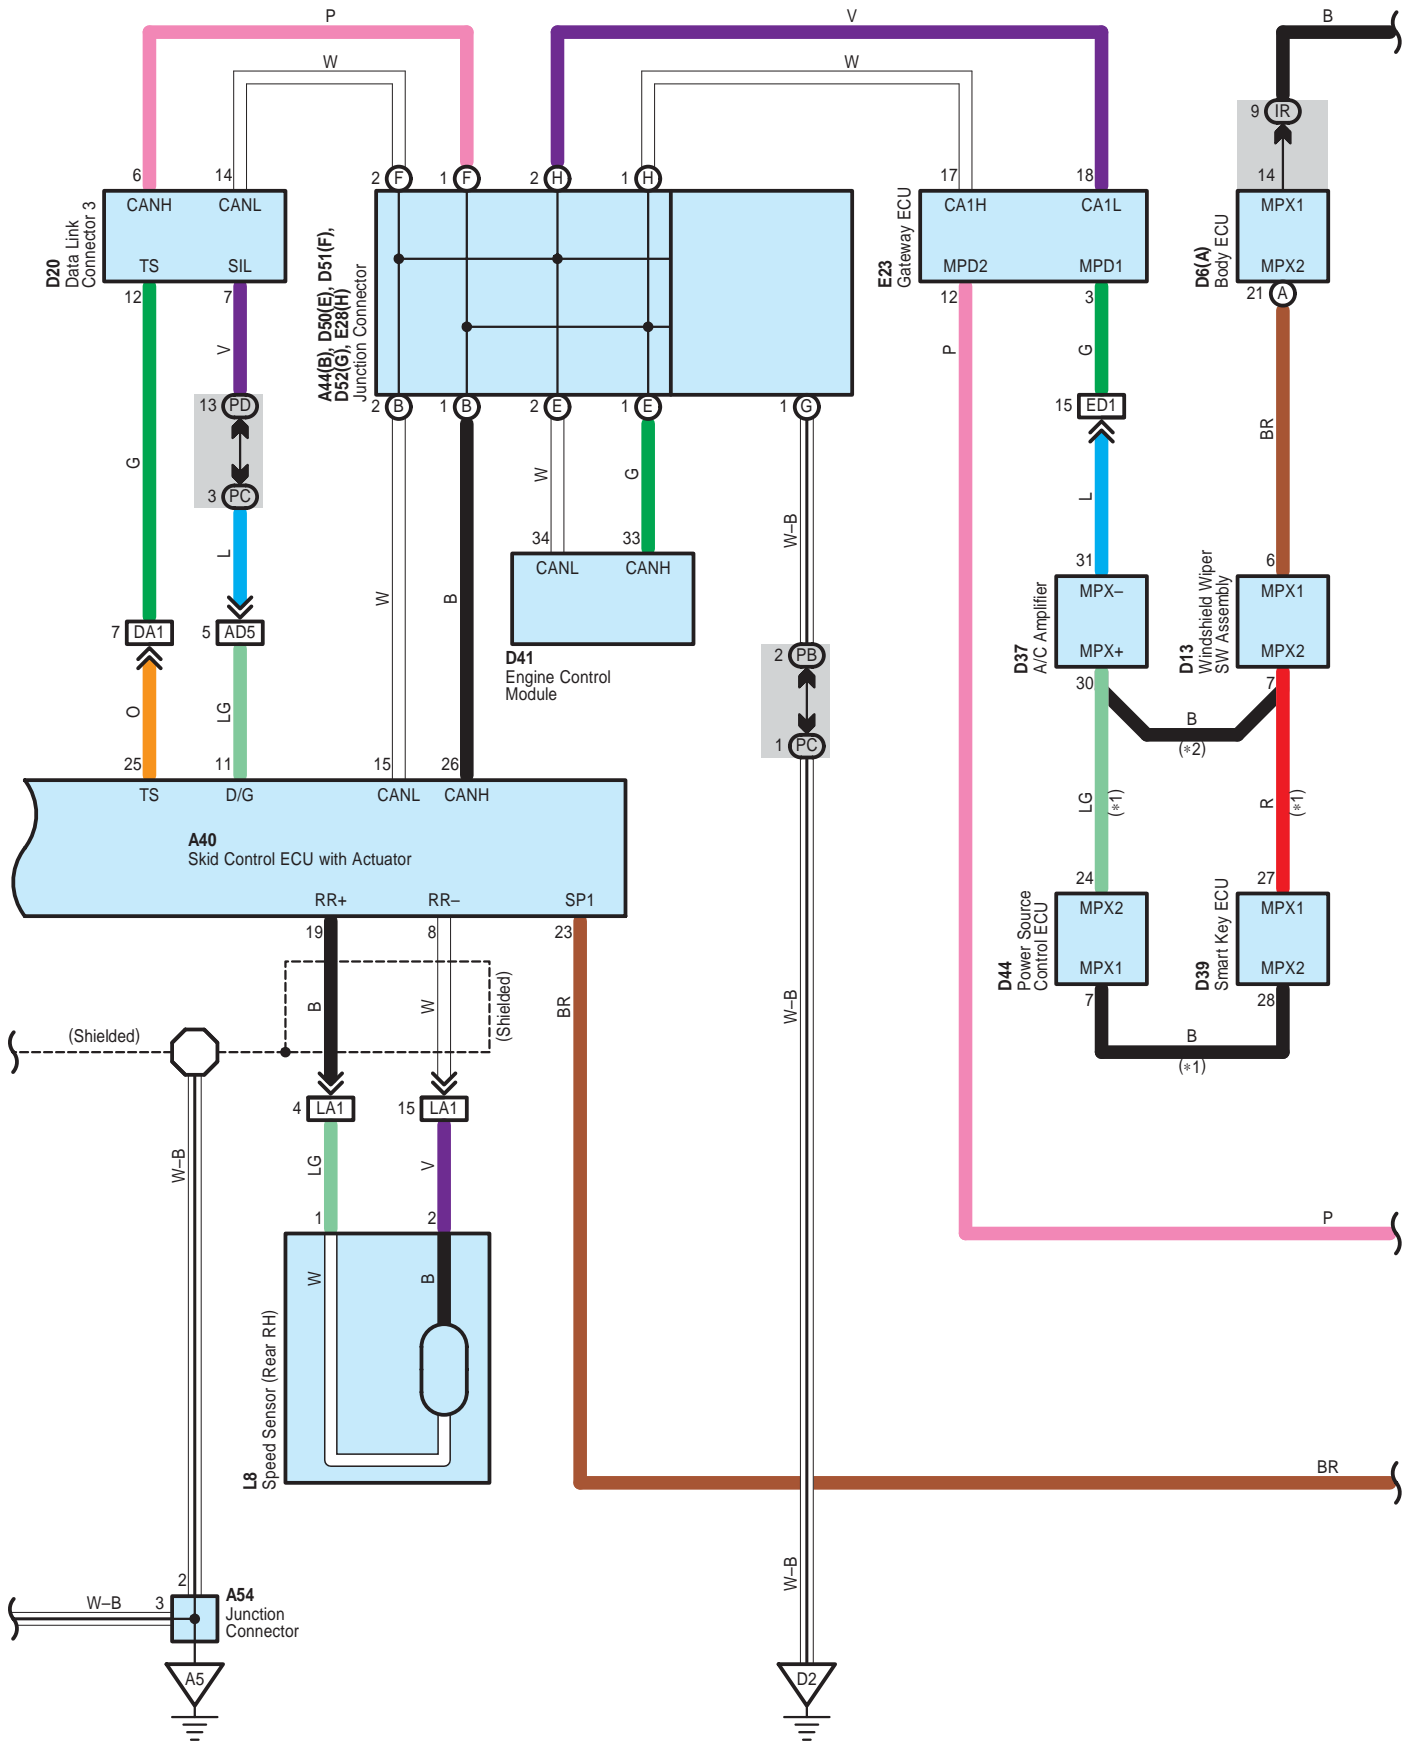 P
V
B
W
W
9 IR
6
14
2 F
1 F
2 H
1 H
17
18
14
CANH
CANL
CA1H
CA1L
MPX1
TS
SIL
MPD2
MPD1
MPX2
D20
Data Link
Connector 3
A44(B), D50(E), D51(F),
D52(G), E28(H)
Junction Connector
E23
Gateway ECU
D6(A)
Body ECU
12
7
12
3
21 A
V
P
G
13 PD
2 B
1 B
2 E
1 E
1 G
15 ED1
BR
G
W
G
3 PC
L
W–B
34
33
L
31
6
CANL
CANH
MPX–
MPX1
W
B
7 DA1
5 AD5
MPX+
MPX2
D41
Engine Control
Module
2 PB
D37
A/C Amplifier
D13
Windshield Wiper
SW Assembly
30
7
O
LG
B
(∗2)
1 PC
25
11
15
26
TS
D/G
CANL
CANH
LG
(∗1)
R
(∗1)
A40
Skid Control ECU with Actuator
24
27
RR+
RR–
SP1
MPX2
MPX1
19
8
23
MPX1
MPX2
D44
Power Source
Control ECU
D39
Smart Key ECU
7
28
B
W
(Shielded)
BR
W–B
(Shielded)
B
(∗1)
4 LA1
15 LA1
W–B
LG
V
1
2
P
W
B
L8
Speed Sensor (Rear RH)
BR
W–B
2
W–B
3
A54
Junction
Connector
A5
D2